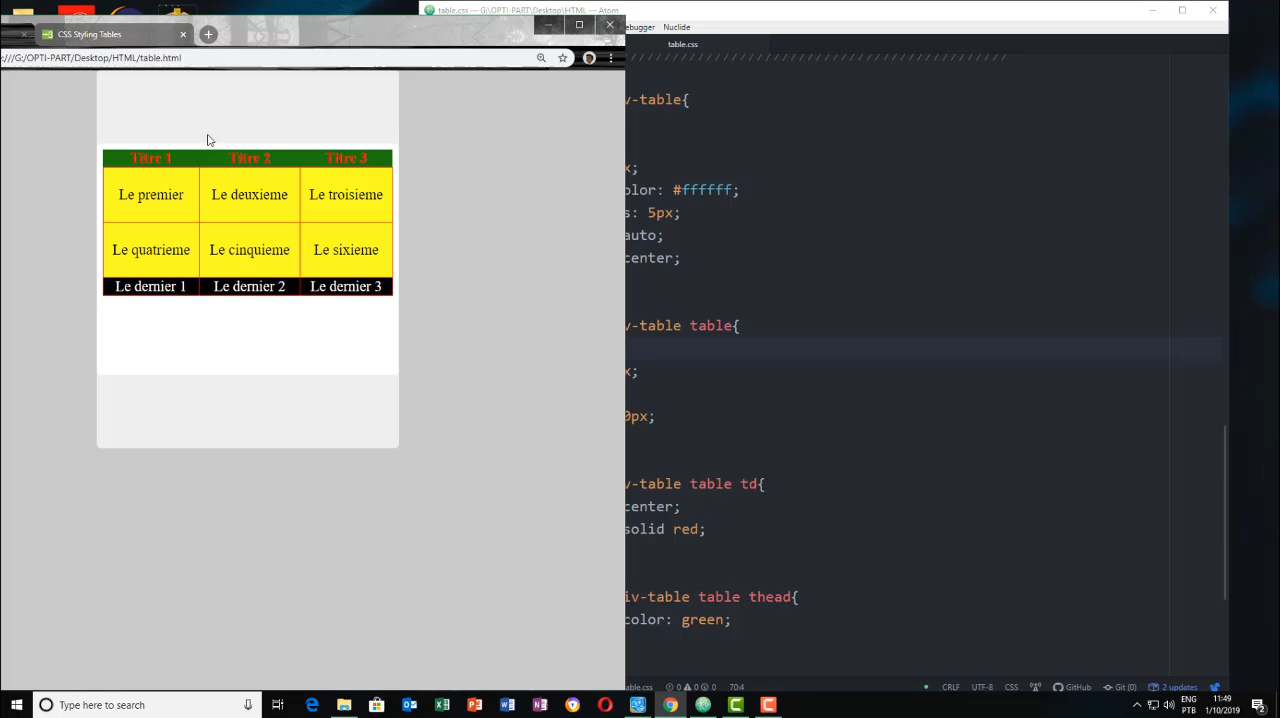 table.css — G:\OPTI-PART\Desktop\HTML — Atom
CSS Styling Tables
:///G:/OPTI-PART/Desktop/HTML/table.html
ebugger Nuclide
table.css
//////////////////////////////////////////////
Titre 1 Titre 2 Titre 3
Le premier Le deuxieme Le troisieme
Le quatrieme Le cinquieme Le sixieme
Le dernier 1 Le dernier 2 Le dernier 3
v-table{
x;
olor: #ffffff;
s: 5px;
auto;
center;
v-table table{
x;
0px;
v-table table td{
center;
solid red;
iv-table table thead{
color: green;
table.css 0 0 0 70:4 CRLF UTF-8 CSS GitHub Git (0) 2 updates
Type here to search
ENG
PTB
11:49
1/10/2019
2